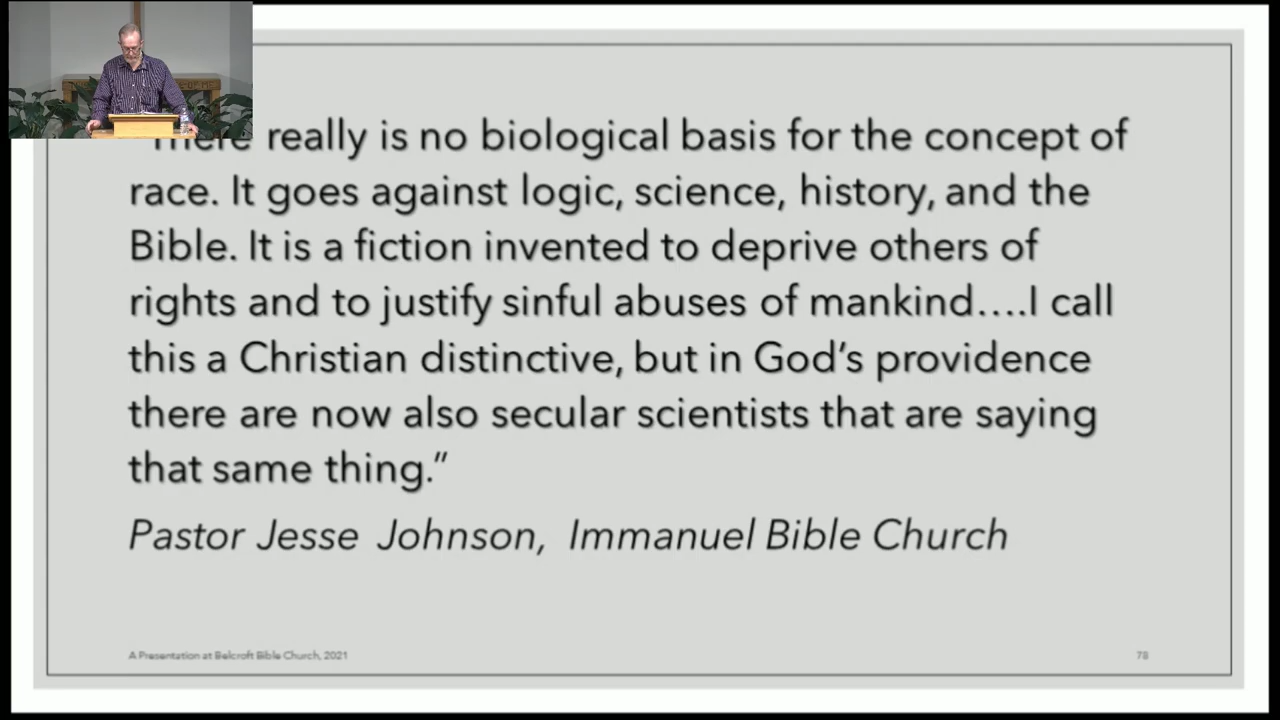 "There really is no biological basis for the concept of
race. It goes against logic, science, history, and the
Bible. It is a fiction invented to deprive others of
rights and to justify sinful abuses of mankind….I call
this a Christian distinctive, but in God's providence
there are now also secular scientists that are saying
that same thing."
Pastor Jesse Johnson, Immanuel Bible Church
A Presentation at Belcroft Bible Church, 2021
78